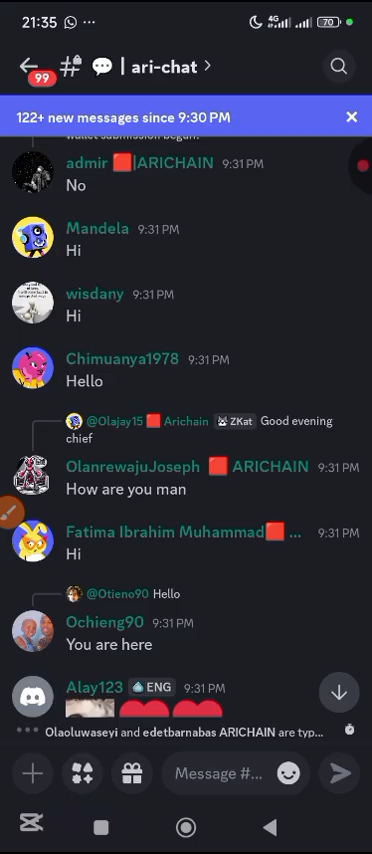 21:35
4G 70
99
| ari-chat >
122+ new messages since 9:30 PM
wallet submission begun?
admir |ARICHAIN 9:31 PM
No
Mandela 9:31 PM
Hi
wisdany 9:31 PM
Hi
Chimuanya1978 9:31 PM
Hello
@Olajay15 Arichain ZKat Good evening
chief
OlanrewajuJoseph ARICHAIN 9:31 PM
How are you man
Fatima Ibrahim Muhammad ... 9:31 PM
Hi
@Otieno90 Hello
Ochieng90 9:31 PM
You are here
Alay123 ENG 9:31 PM
Olaoluwaseyi and edetbarnabas ARICHAIN are typ...
Message #...